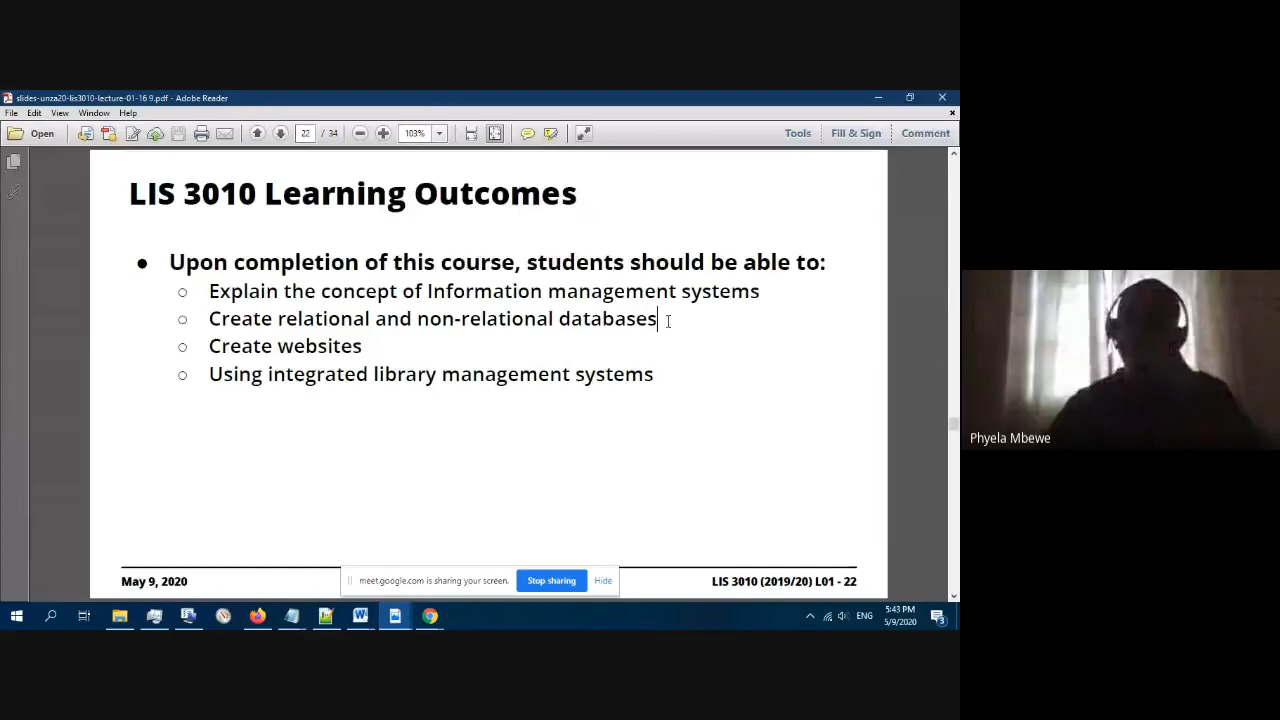 slides-unza20-lis3010-lecture-01-16 9.pdf - Adobe Reader
File Edit View Window Help
Open 22 / 34 103% Tools Fill & Sign Comment
LIS 3010 Learning Outcomes
● Upon completion of this course, students should be able to:
○ Explain the concept of Information management systems
○ Create relational and non-relational databases
○ Create websites
○ Using integrated library management systems
Phyela Mbewe
May 9, 2020
meet.google.com is sharing your screen. Stop sharing Hide
LIS 3010 (2019/20) L01 - 22
ENG
5:43 PM
5/9/2020
3